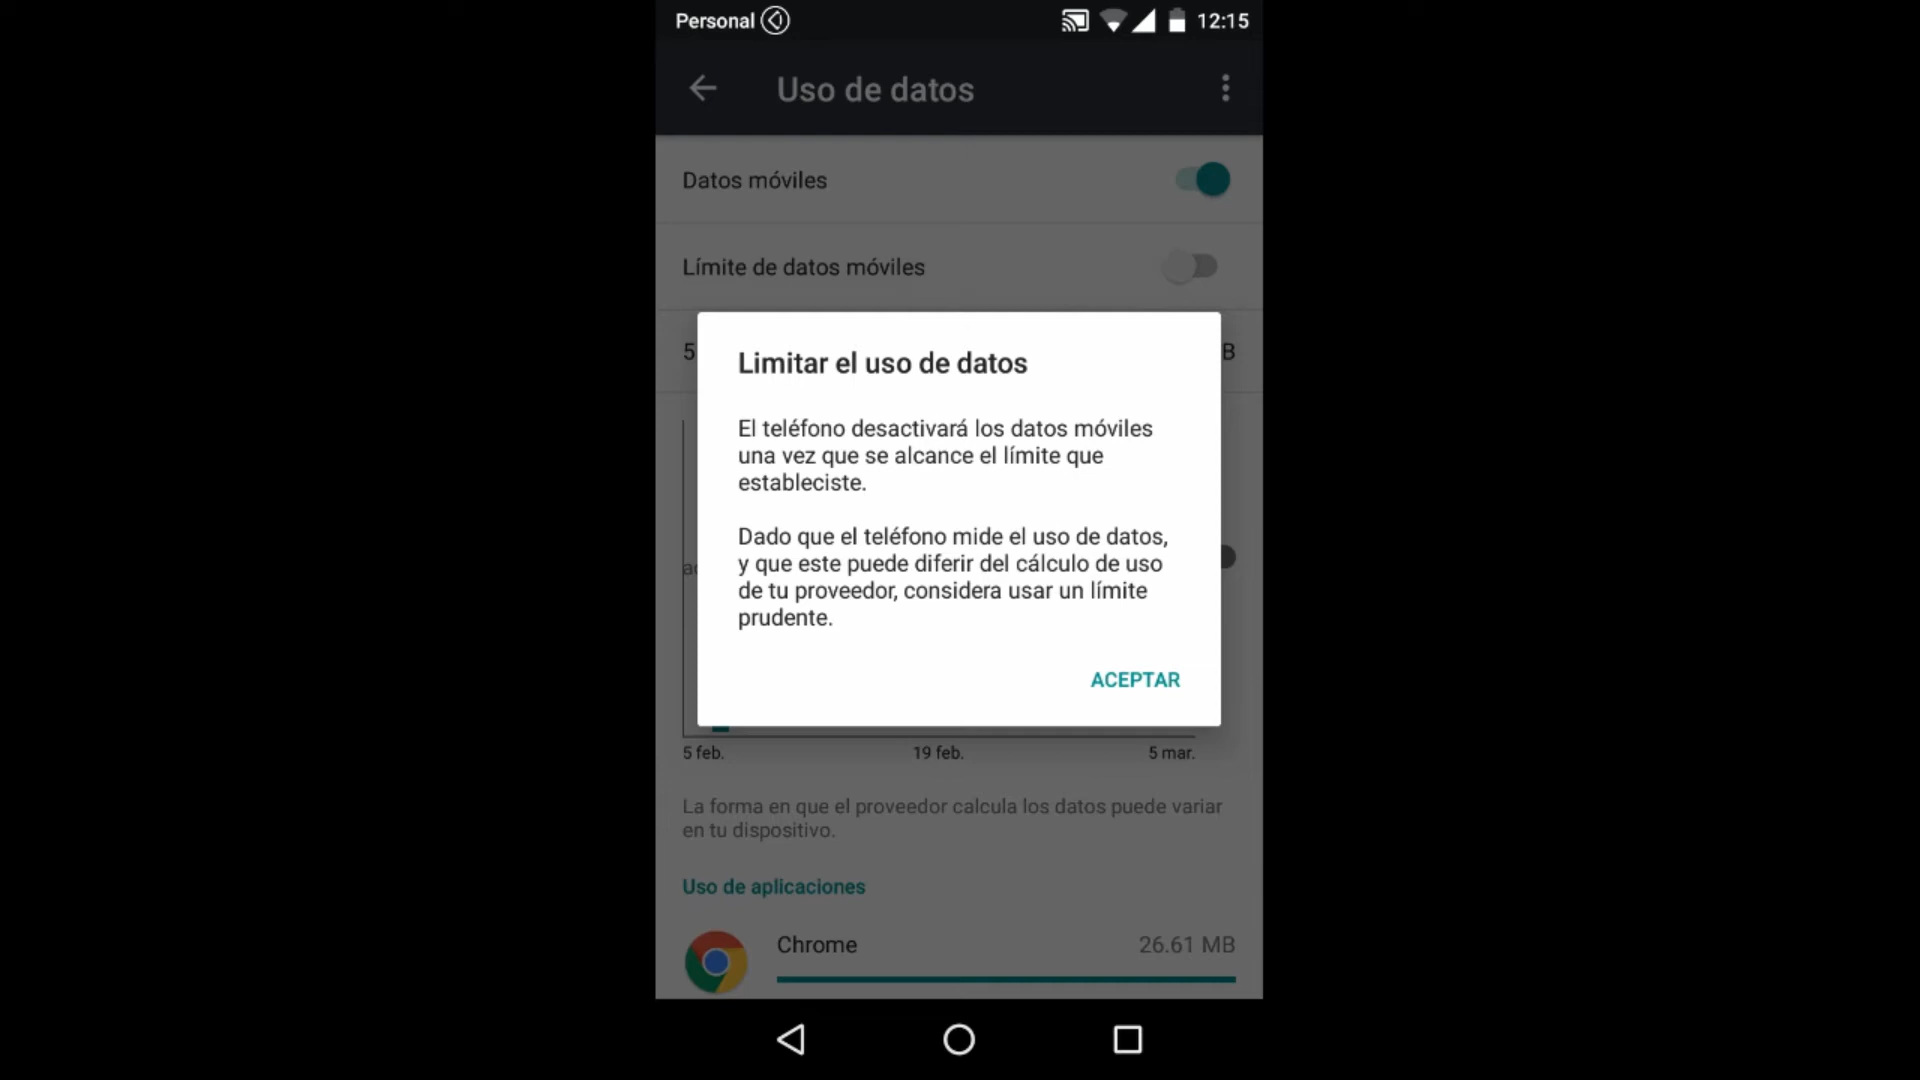 Personal
12:15
Uso de datos
Datos móviles
Límite de datos móviles
5
B
Limitar el uso de datos
El teléfono desactivará los datos móviles
una vez que se alcance el límite que
estableciste.
Dado que el teléfono mide el uso de datos,
y que este puede diferir del cálculo de uso
de tu proveedor, considera usar un límite
prudente.
ACEPTAR
5 feb.
19 feb.
5 mar.
La forma en que el proveedor calcula los datos puede variar
en tu dispositivo.
Uso de aplicaciones
Chrome
26.61 MB